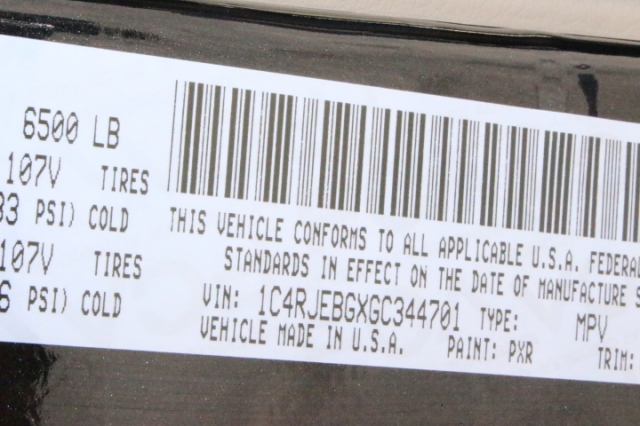 6500 LB
107V TIRES
33 PSI) COLD
107V TIRES
6 PSI) COLD
THIS VEHICLE CONFORMS TO ALL APPLICABLE U.S.A. FEDERA
STANDARDS IN EFFECT ON THE DATE OF MANUFACTURE S
VIN: 1C4RJEBGXGC344701 TYPE: MPV
VEHICLE MADE IN U.S.A. PAINT: PXR TRIM: